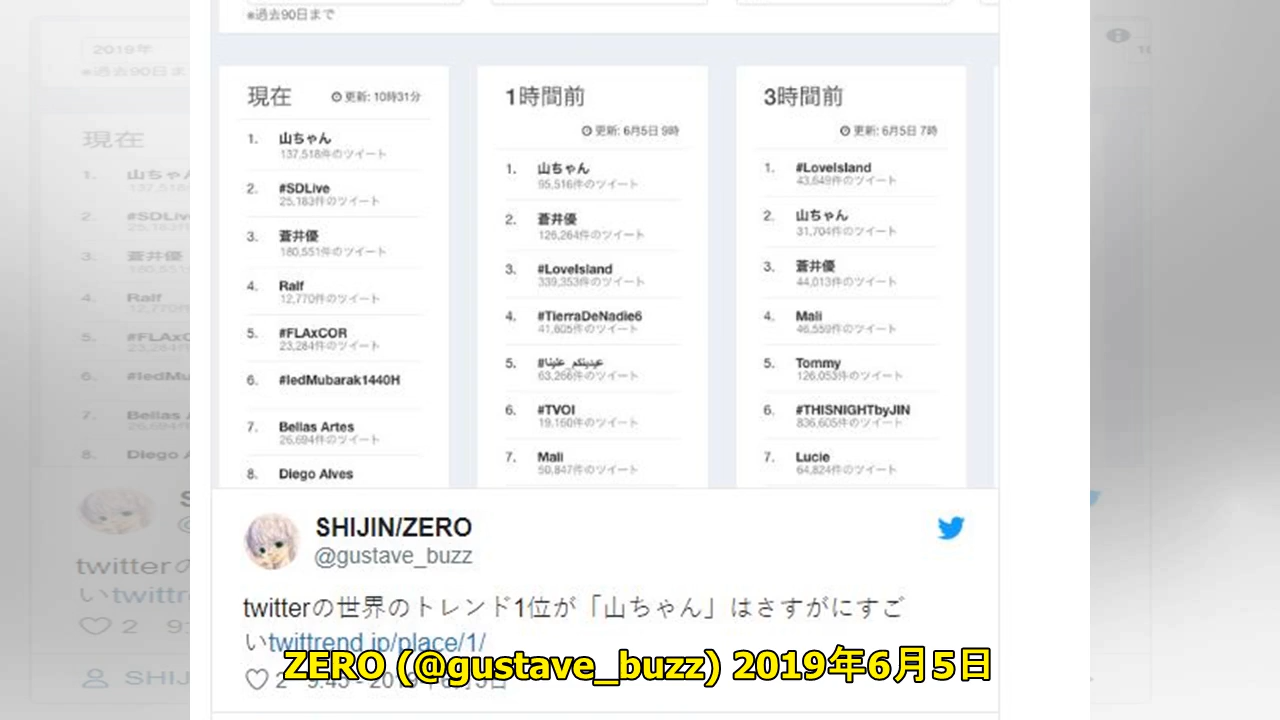 ※過去90日まで
現在
更新: 10時31分
1. 山ちゃん
137,518件のツイート
2. #SDLive
25,183件のツイート
3. 蒼井優
180,551件のツイート
4. Ralf
12,770件のツイート
5. #FLAxCOR
23,284件のツイート
6. #IedMubarak1440H
7. Bellas Artes
26,694件のツイート
8. Diego Alves
1時間前
更新: 6月5日 9時
1. 山ちゃん
95,516件のツイート
2. 蒼井優
126,264件のツイート
3. #LoveIsland
339,353件のツイート
4. #TierraDeNadie6
41,605件のツイート
5.
63,266件のツイート
6. #TVOI
19,160件のツイート
7. Mali
50,847件のツイート
3時間前
更新: 6月5日 7時
1. #LoveIsland
43,649件のツイート
2. 山ちゃん
31,704件のツイート
3. 蒼井優
44,013件のツイート
4. Mali
46,559件のツイート
5. Tommy
126,053件のツイート
6. #THISNIGHTbyJIN
836,605件のツイート
7. Lucie
64,824件のツイート
SHIJIN/ZERO
@gustave_buzz
twitterの世界のトレンド1位が「山ちゃん」はさすがにすご
いtwittrend.jp/place/1/
2 9:45 - 2019年6月5日
ZERO (@gustave_buzz) 2019年6月5日